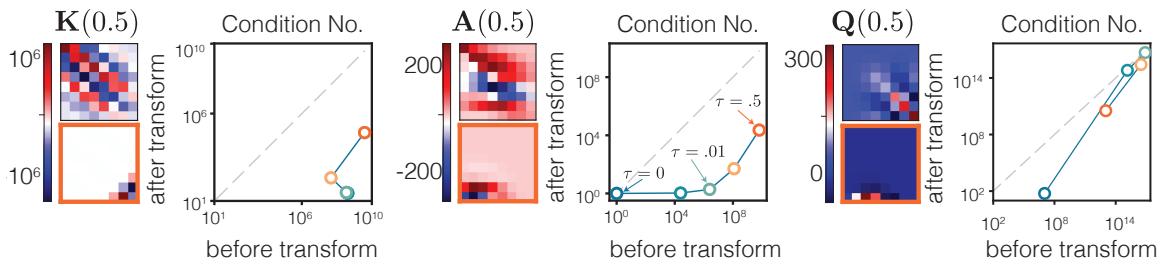 K(0.5)
Condition No.
10^6
10^6
10^10
10^6
10^1
10^1
10^6
10^10
after transform
before transform
A(0.5)
Condition No.
200
-200
10^8
10^4
10^0
10^0
10^4
10^8
τ = 0
τ = .01
τ = .5
after transform
before transform
Q(0.5)
Condition No.
300
0
10^14
10^8
10^2
10^2
10^8
10^14
after transform
before transform